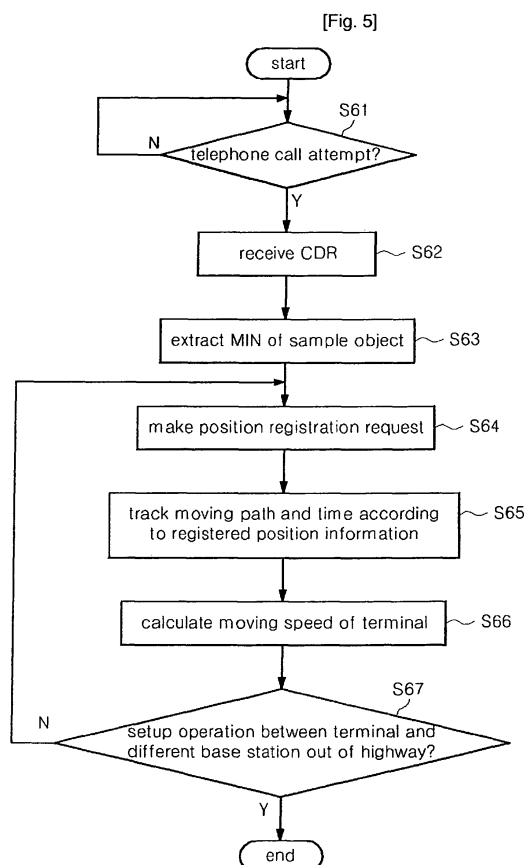 [Fig. 5]
start
S61
N
telephone call attempt?
Y
receive CDR
S62
extract MIN of sample object
S63
make position registration request
S64
track moving path and time according
to registered position information
S65
calculate moving speed of terminal
S66
S67
N
setup operation between terminal and
different base station out of highway?
Y
end